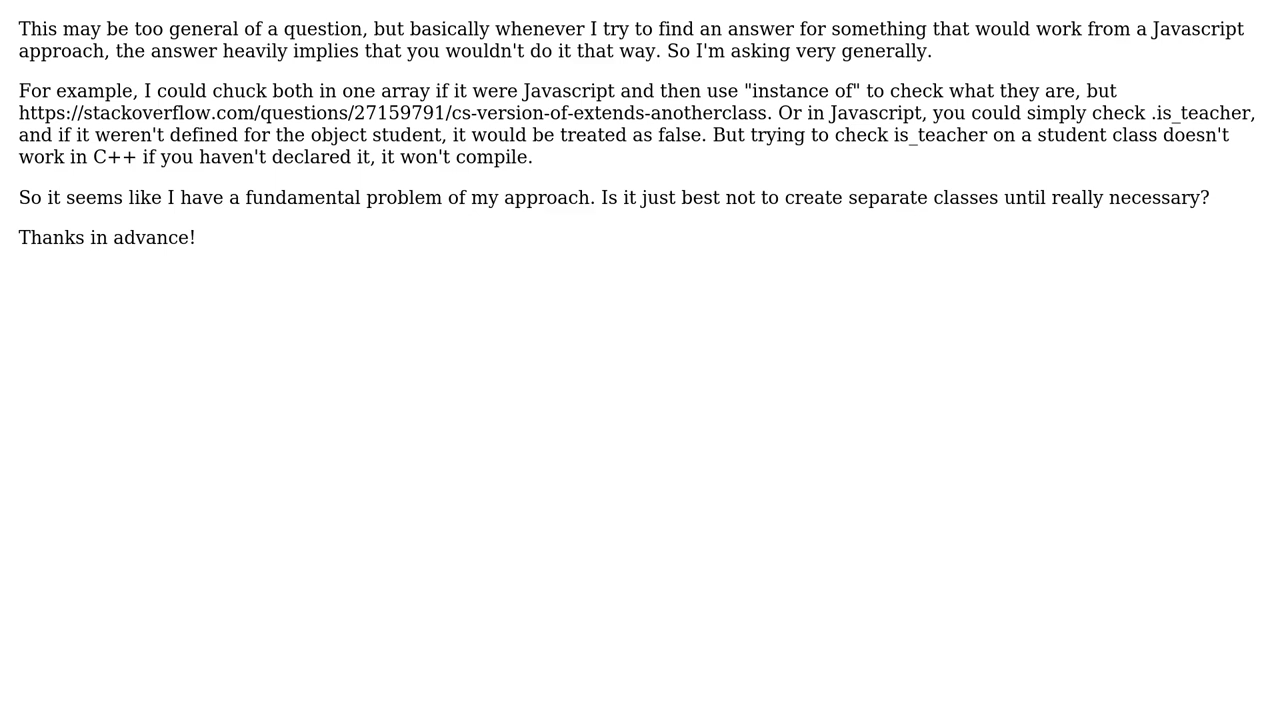 This may be too general of a question, but basically whenever I try to find an answer for something that would work from a Javascript
approach, the answer heavily implies that you wouldn't do it that way. So I'm asking very generally.
For example, I could chuck both in one array if it were Javascript and then use "instance of" to check what they are, but
https://stackoverflow.com/questions/27159791/cs-version-of-extends-anotherclass. Or in Javascript, you could simply check .is_teacher,
and if it weren't defined for the object student, it would be treated as false. But trying to check is_teacher on a student class doesn't
work in C++ if you haven't declared it, it won't compile.
So it seems like I have a fundamental problem of my approach. Is it just best not to create separate classes until really necessary?
Thanks in advance!